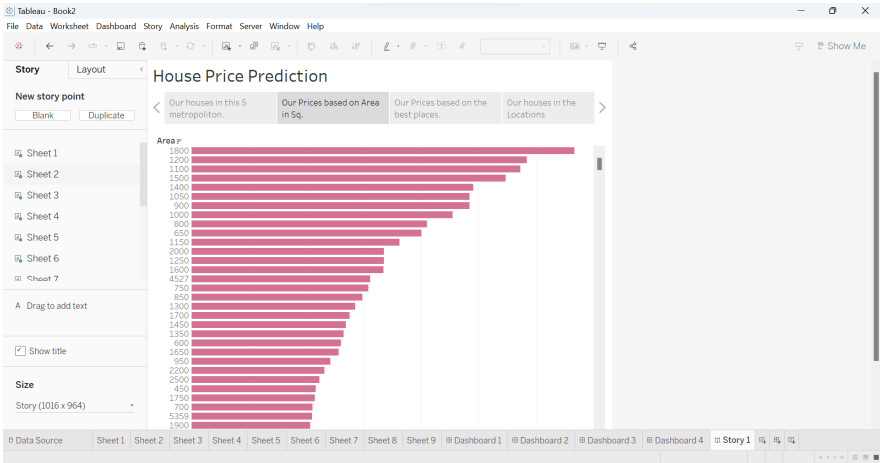 Tableau - Book2
File Data Worksheet Dashboard Story Analysis Format Server Window Help
Show Me
Story Layout
New story point
Blank Duplicate
Sheet 1
Sheet 2
Sheet 3
Sheet 4
Sheet 5
Sheet 6
Sheet 7
A Drag to add text
Show title
Size
Story (1016 x 964)
House Price Prediction
Our houses in this 5
metropoliton.
Our Prices based on Area
in Sq.
Our Prices based on the
best places.
Our houses in the
Locations
Area
1800
1200
1100
1500
1400
1050
900
1000
800
650
1150
2000
1250
1600
4527
750
850
1300
1700
1450
1350
600
1650
950
2200
2500
450
1750
700
5359
1900
Data Source Sheet 1 Sheet 2 Sheet 3 Sheet 4 Sheet 5 Sheet 6 Sheet 7 Sheet 8 Sheet 9 Dashboard 1 Dashboard 2 Dashboard 3 Dashboard 4 Story 1